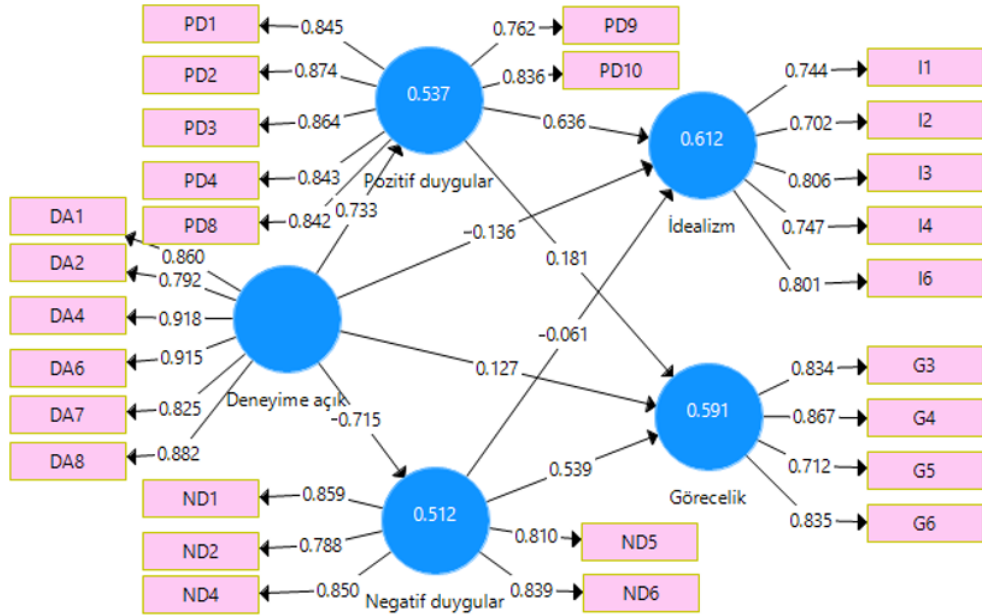 PD1
0.845
PD2
0.874
PD3
0.864
PD4
0.843
PD8
0.842
0.762
PD9
0.836
PD10
0.537
Pozitif duygular
0.636
0.733
−0.136
0.181
−0.061
0.127
−0.715
0.539
DA1
0.860
DA2
0.792
DA4
0.918
DA6
0.915
DA7
0.825
DA8
0.882
Deneyime açık
0.612
İdealizm
0.744
I1
0.702
I2
0.806
I3
0.747
I4
0.801
I6
0.591
Görecelik
0.834
G3
0.867
G4
0.712
G5
0.835
G6
ND1
0.859
ND2
0.788
ND4
0.850
0.512
Negatif duygular
0.810
ND5
0.839
ND6